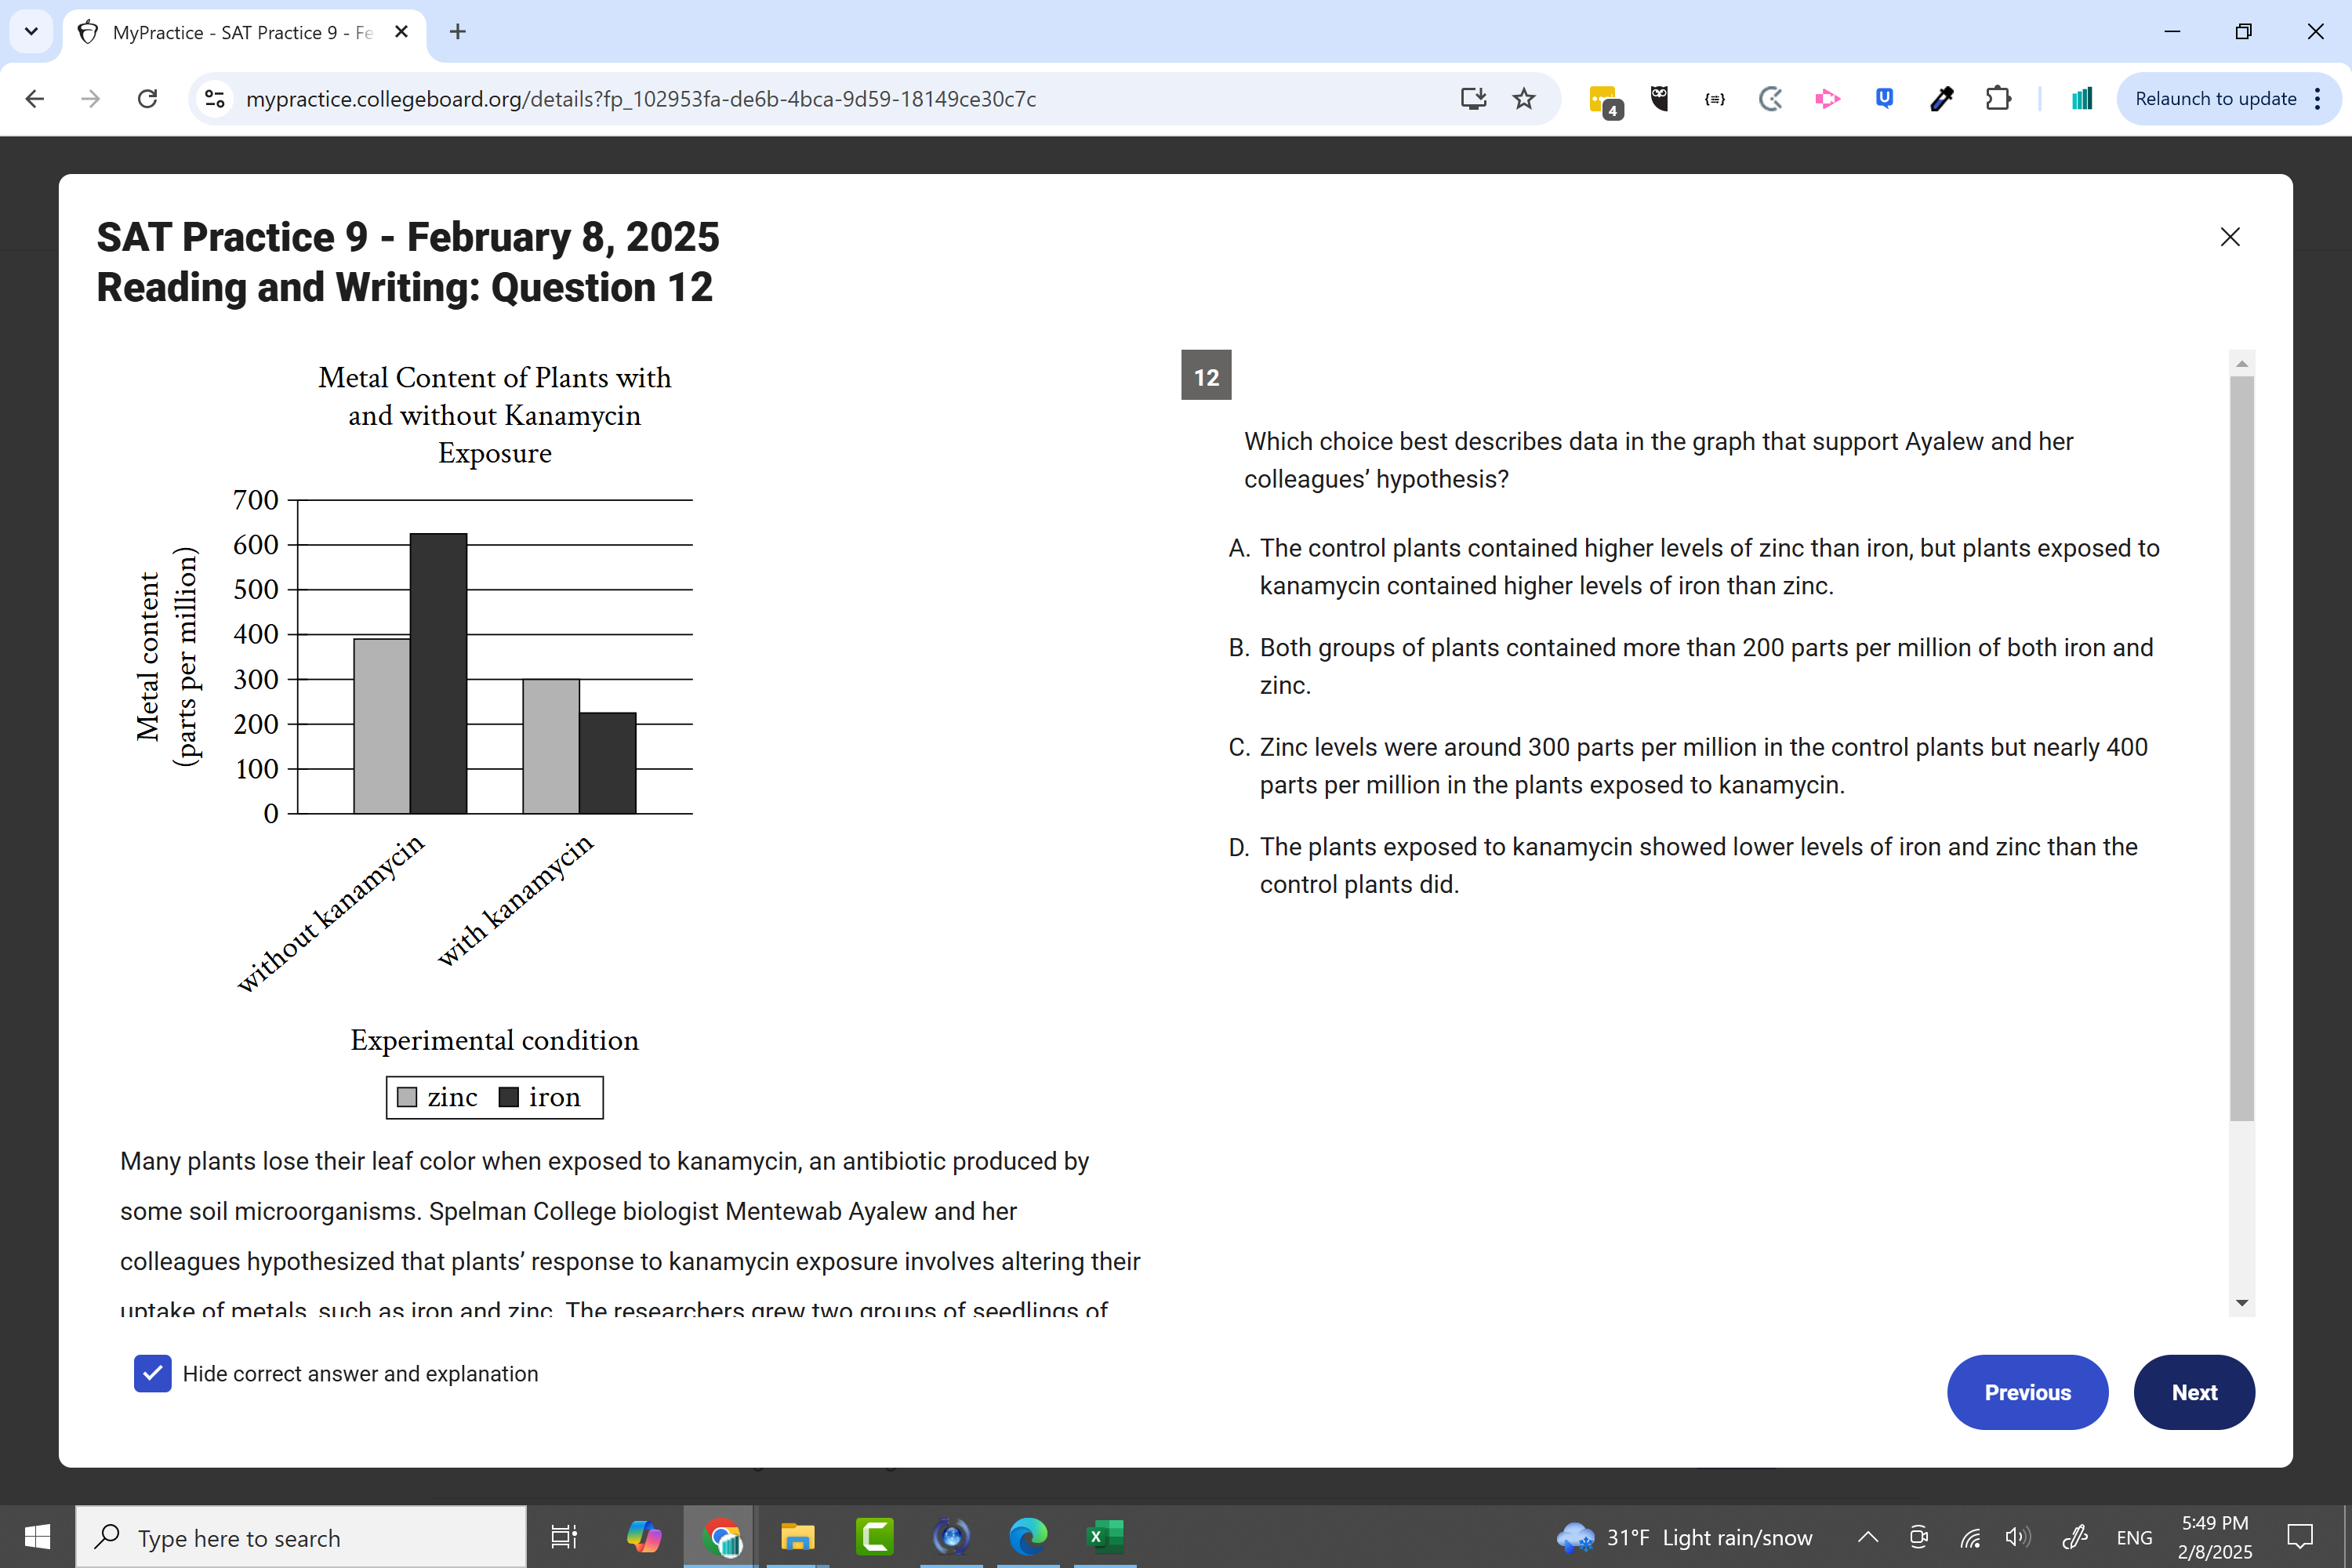 MyPractice - SAT Practice 9 - Fe
mypractice.collegeboard.org/details?fp_102953fa-de6b-4bca-9d59-18149ce30c7c
4
Relaunch to update
SAT Practice 9 - February 8, 2025
Reading and Writing: Question 12
Metal Content of Plants with
and without Kanamycin
Exposure
Metal content
(parts per million)
700
600
500
400
300
200
100
0
without kanamycin
with kanamycin
Experimental condition
zinc iron
Many plants lose their leaf color when exposed to kanamycin, an antibiotic produced by
some soil microorganisms. Spelman College biologist Mentewab Ayalew and her
colleagues hypothesized that plants’ response to kanamycin exposure involves altering their
uptake of metals, such as iron and zinc. The researchers grew two groups of seedlings of
12
Which choice best describes data in the graph that support Ayalew and her
colleagues’ hypothesis?
A. The control plants contained higher levels of zinc than iron, but plants exposed to
kanamycin contained higher levels of iron than zinc.
B. Both groups of plants contained more than 200 parts per million of both iron and
zinc.
C. Zinc levels were around 300 parts per million in the control plants but nearly 400
parts per million in the plants exposed to kanamycin.
D. The plants exposed to kanamycin showed lower levels of iron and zinc than the
control plants did.
Hide correct answer and explanation
Previous
Next
Type here to search
31°F Light rain/snow
ENG
5:49 PM
2/8/2025